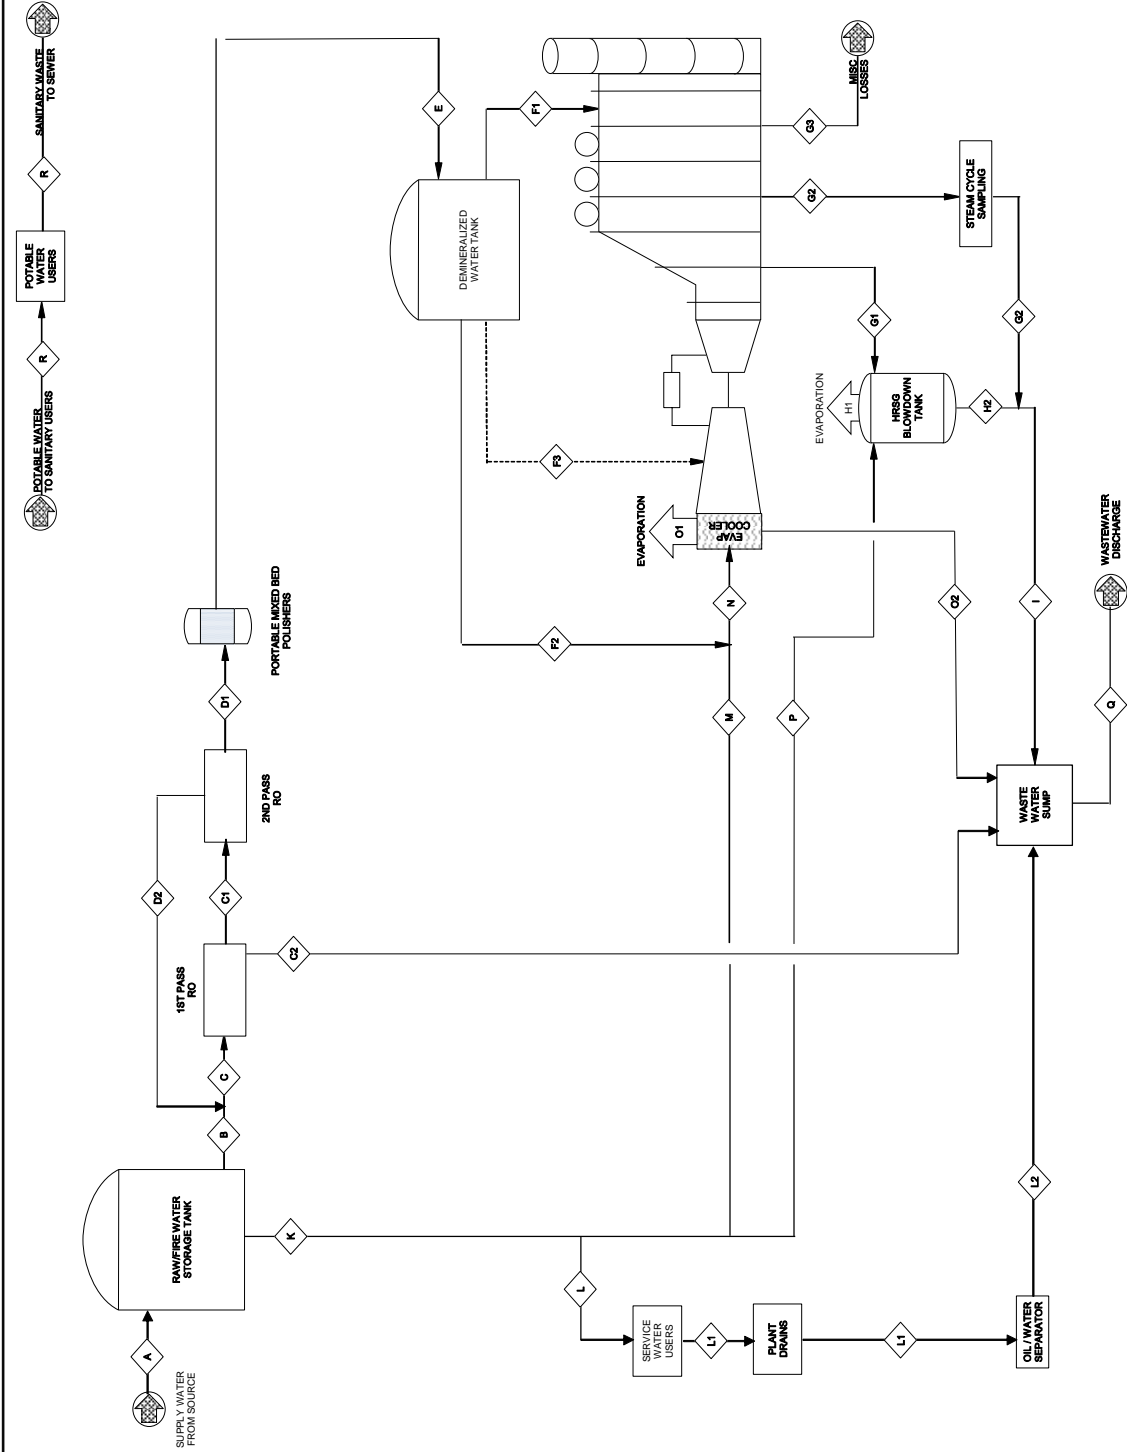 SUPPLY WATER
FROM SOURCE
A
RAW/FIRE WATER
STORAGE TANK
B
C
1ST PASS
RO
D2
C1
C2
2ND PASS
RO
D1
PORTABLE MIXED BED
POLISHERS
POTABLE WATER
TO SANITARY USERS
R
POTABLE
WATER
USERS
R
SANITARY WASTE
TO SEWER
E
DEMINERALIZED
WATER TANK
F1
F2
F3
K
L
SERVICE
WATER
USERS
L1
PLANT
DRAINS
L1
OIL / WATER
SEPARATOR
L2
M
N
P
EVAPORATION
O1
EVAP
COOLER
O2
EVAPORATION
H1
HRSG
BLOWDOWN
TANK
H2
G1
G2
G3
MISC
LOSSES
STEAM CYCLE
SAMPLING
G2
I
WASTE
WATER
SUMP
Q
WASTEWATER
DISCHARGE